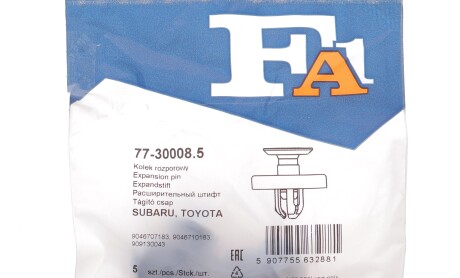 FA1
77-30008.5
Kołek rozporowy
Expansion pin
Expandstift
Расширительный штифт
Tágító csap
SUBARU, TOYOTA
9046707183, 9046710183
909130043
EAC
5 907755 632881
5 szt./pcs./Stck./шт.